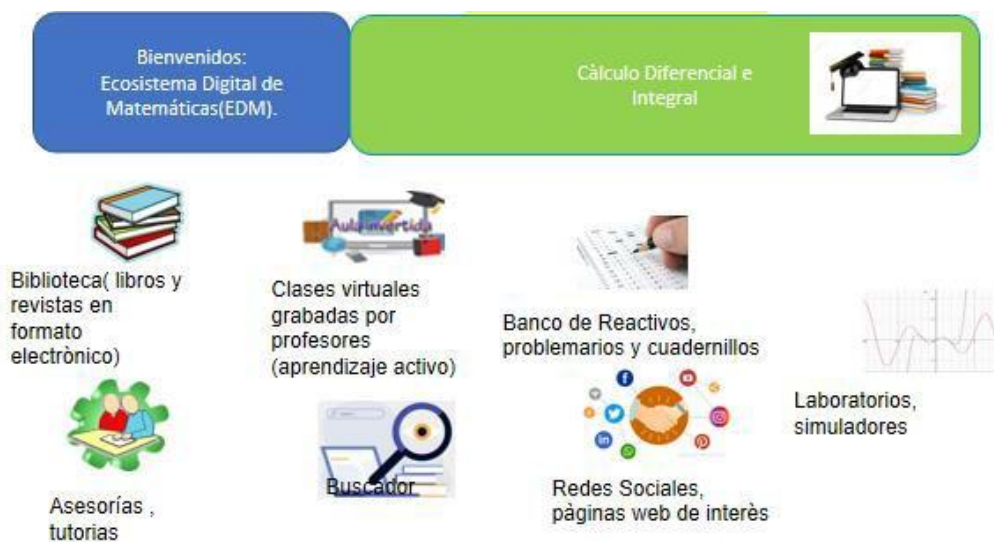 Bienvenidos:
Ecosistema Digital de
Matemáticas(EDM).
Càlculo Diferencial e
Integral
Biblioteca( libros y
revistas en
formato
electrònico)
Aula invertida
Clases virtuales
grabadas por
profesores
(aprendizaje activo)
Banco de Reactivos,
problemarios y cuadernillos
Laboratorios,
simuladores
Asesorías ,
tutorias
Buscador
Redes Sociales,
pàginas web de interès